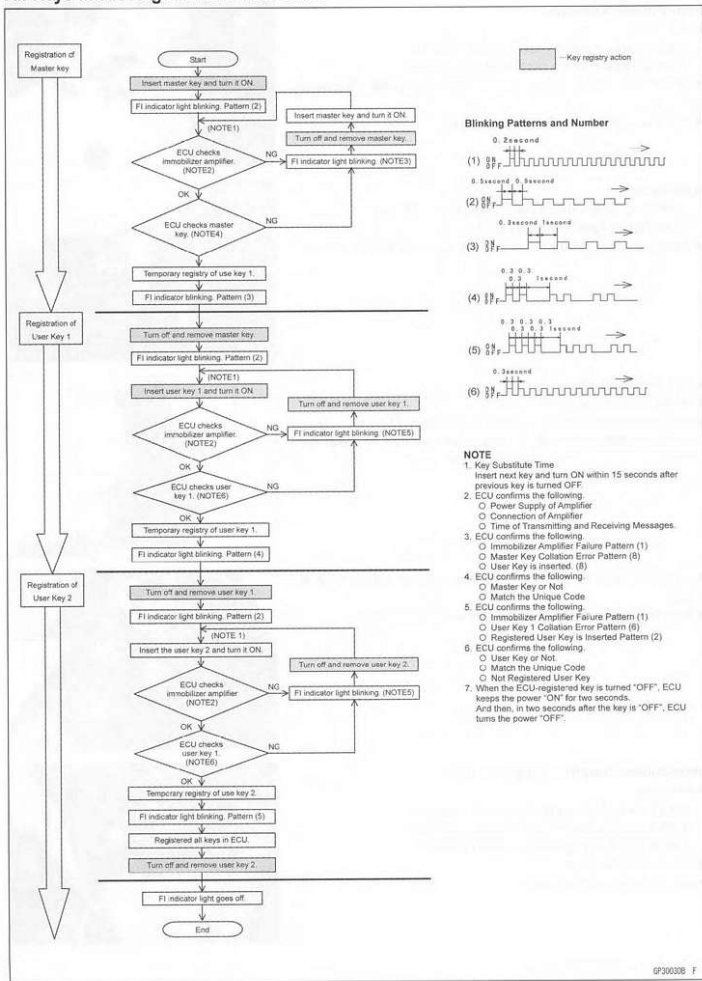 Registration of
Master key
Start
Insert master key and turn it ON.
FI indicator light blinking. Pattern (2)
(NOTE1)
ECU checks
immobilizer amplifier.
(NOTE2)
NG
OK
Insert master key and turn it ON.
Turn off and remove master key.
FI indicator light blinking. (NOTE3)
ECU checks master
key. (NOTE4)
NG
OK
Temporary registry of use key 1.
FI indicator blinking. Pattern (3)
Registration of
User Key 1
Turn off and remove master key.
FI indicator light blinking. Pattern (2)
(NOTE1)
Insert user key 1 and turn it ON.
ECU checks
immobilizer amplifier.
(NOTE2)
NG
OK
Turn off and remove user key 1.
FI indicator light blinking. (NOTE5)
ECU checks user
key 1. (NOTE6)
NG
OK
Temporary registry of user key 1.
FI indicator light blinking. Pattern (4)
Registration of
User Key 2
Turn off and remove user key 1.
FI indicator light blinking. Pattern (2)
(NOTE 1)
Insert the user key 2 and turn it ON.
ECU checks
immobilizer amplifier
(NOTE2)
NG
OK
Turn off and remove user key 2.
FI indicator light blinking. (NOTE5)
ECU checks
user key 1.
(NOTE6)
NG
OK
Temporary registry of use key 2.
FI indicator light blinking. Pattern (5)
Registered all keys in ECU.
Turn off and remove user key 2.
FI indicator light goes off.
End
---Key registry action
Blinking Patterns and Number
0.2second
(1) ON
OFF
0.5second 0.9second
(2) ON
OFF
0.3second 1second
(3) ON
OFF
0.3 0.3
0.3 1second
(4) ON
OFF
0.3 0.3 0.3
0.3 0.3 1second
(5) ON
OFF
0.3second
(6) ON
OFF
NOTE
1. Key Substitute Time
Insert next key and turn ON within 15 seconds after
previous key is turned OFF.
2. ECU confirms the following.
○ Power Supply of Amplifier
○ Connection of Amplifier
○ Time of Transmitting and Receiving Messages.
3. ECU confirms the following.
○ Immobilizer Amplifier Failure Pattern (1)
○ Master Key Collation Error Pattern (8)
○ User Key is inserted. (8)
4. ECU confirms the following.
○ Master Key or Not
○ Match the Unique Code
5. ECU confirms the following.
○ Immobilizer Amplifier Failure Pattern (1)
○ User Key 1 Collation Error Pattern (6)
○ Registered User Key is Inserted Pattern (2)
6. ECU confirms the following.
○ User Key or Not.
○ Match the Unique Code
○ Not Registered User Key
7. When the ECU-registered key is turned "OFF", ECU
keeps the power "ON" for two seconds.
And then, in two seconds after the key is "OFF", ECU
turns the power "OFF".
GP30030B F